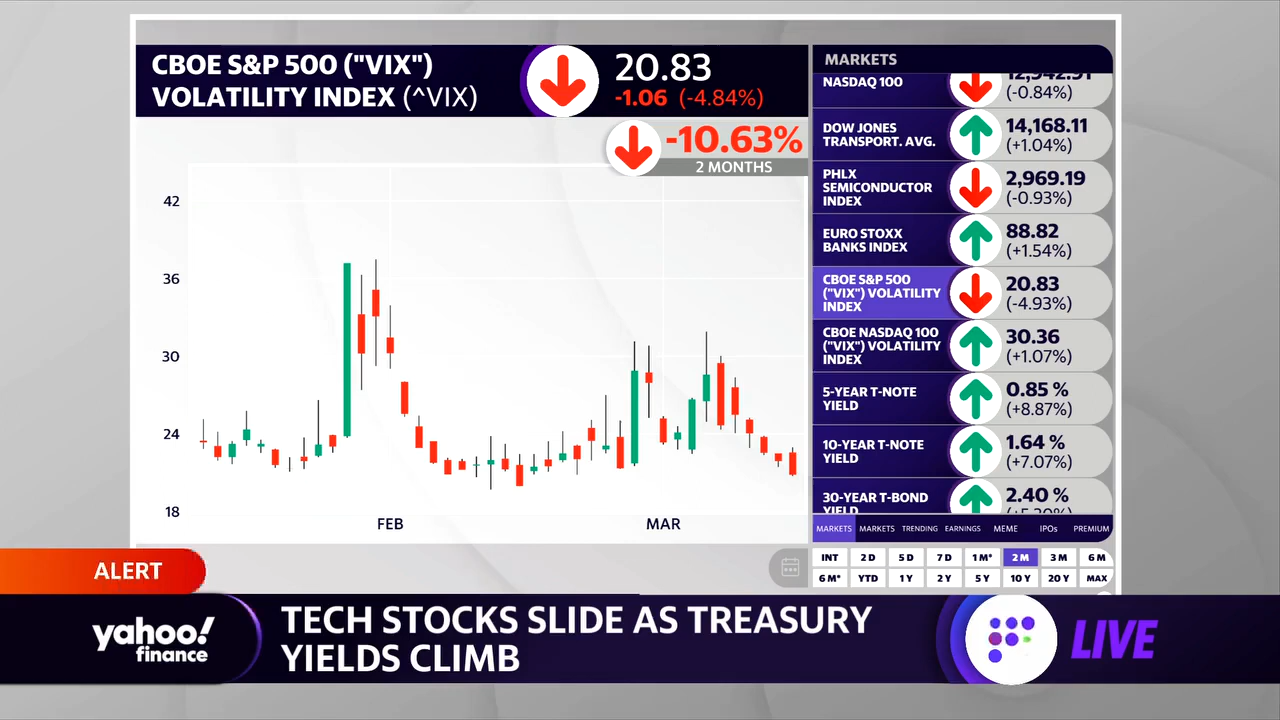 CBOE S&P 500 ("VIX")
VOLATILITY INDEX (^VIX)
20.83
-1.06 (-4.84%)
-10.63%
2 MONTHS
42
36
30
24
18
FEB
MAR
MARKETS
NASDAQ 100
12,942.91
(-0.84%)
DOW JONES
TRANSPORT. AVG.
14,168.11
(+1.04%)
PHLX
SEMICONDUCTOR
INDEX
2,969.19
(-0.93%)
EURO STOXX
BANKS INDEX
88.82
(+1.54%)
CBOE S&P 500
("VIX") VOLATILITY
INDEX
20.83
(-4.93%)
CBOE NASDAQ 100
("VIX") VOLATILITY
INDEX
30.36
(+1.07%)
5-YEAR T-NOTE
YIELD
0.85 %
(+8.87%)
10-YEAR T-NOTE
YIELD
1.64 %
(+7.07%)
30-YEAR T-BOND
YIELD
2.40 %
MARKETS MARKETS TRENDING EARNINGS MEME IPOs PREMIUM
INT 2 D 5 D 7 D 1 M* 2 M 3 M 6 M
6 M* YTD 1 Y 2 Y 5 Y 10 Y 20 Y MAX
ALERT
yahoo!
finance
TECH STOCKS SLIDE AS TREASURY
YIELDS CLIMB
LIVE